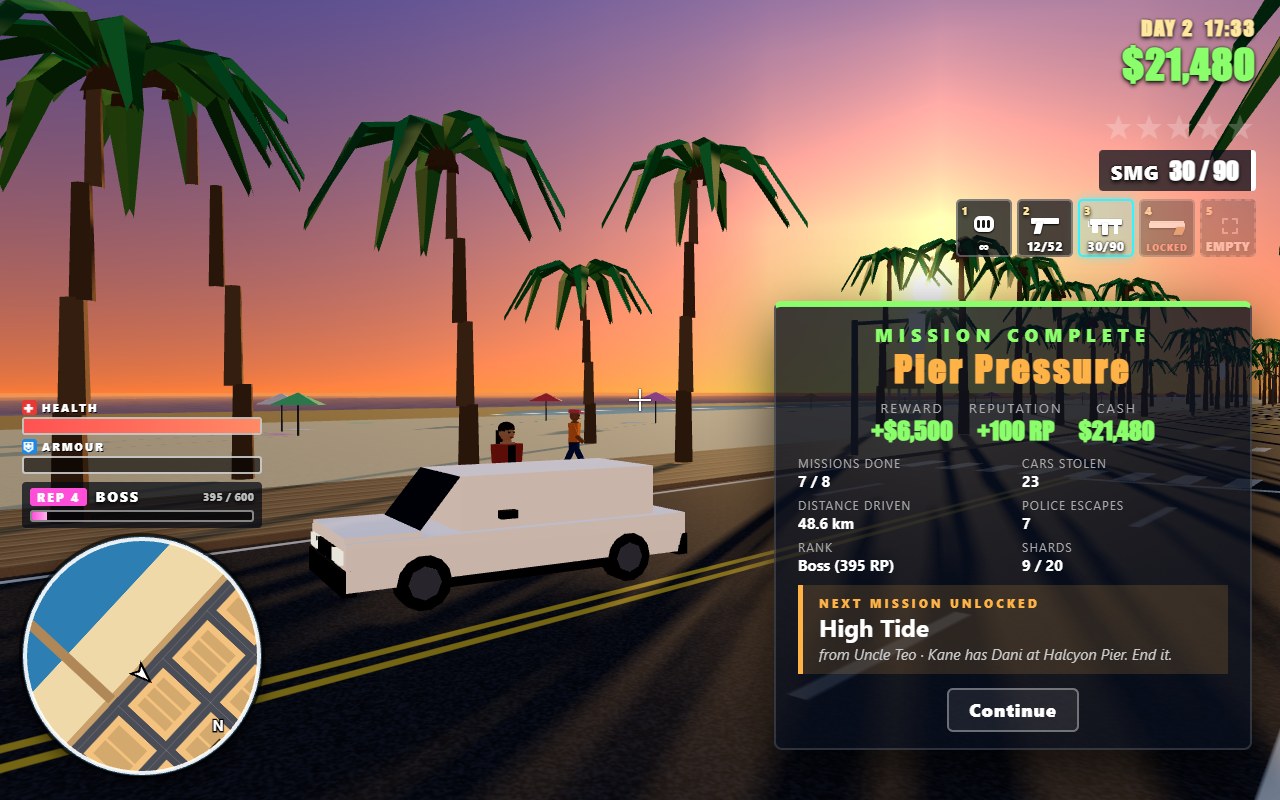 DAY 2 17:33
$21,480
SMG 30 / 90
1
∞
2
12/52
3
30/90
4
LOCKED
5
EMPTY
HEALTH
ARMOUR
REP 4 BOSS 395 / 600
N
MISSION COMPLETE
Pier Pressure
REWARD REPUTATION CASH
+$6,500 +100 RP $21,480
MISSIONS DONE CARS STOLEN
7 / 8 23
DISTANCE DRIVEN POLICE ESCAPES
48.6 km 7
RANK SHARDS
Boss (395 RP) 9 / 20
NEXT MISSION UNLOCKED
High Tide
from Uncle Teo · Kane has Dani at Halcyon Pier. End it.
Continue